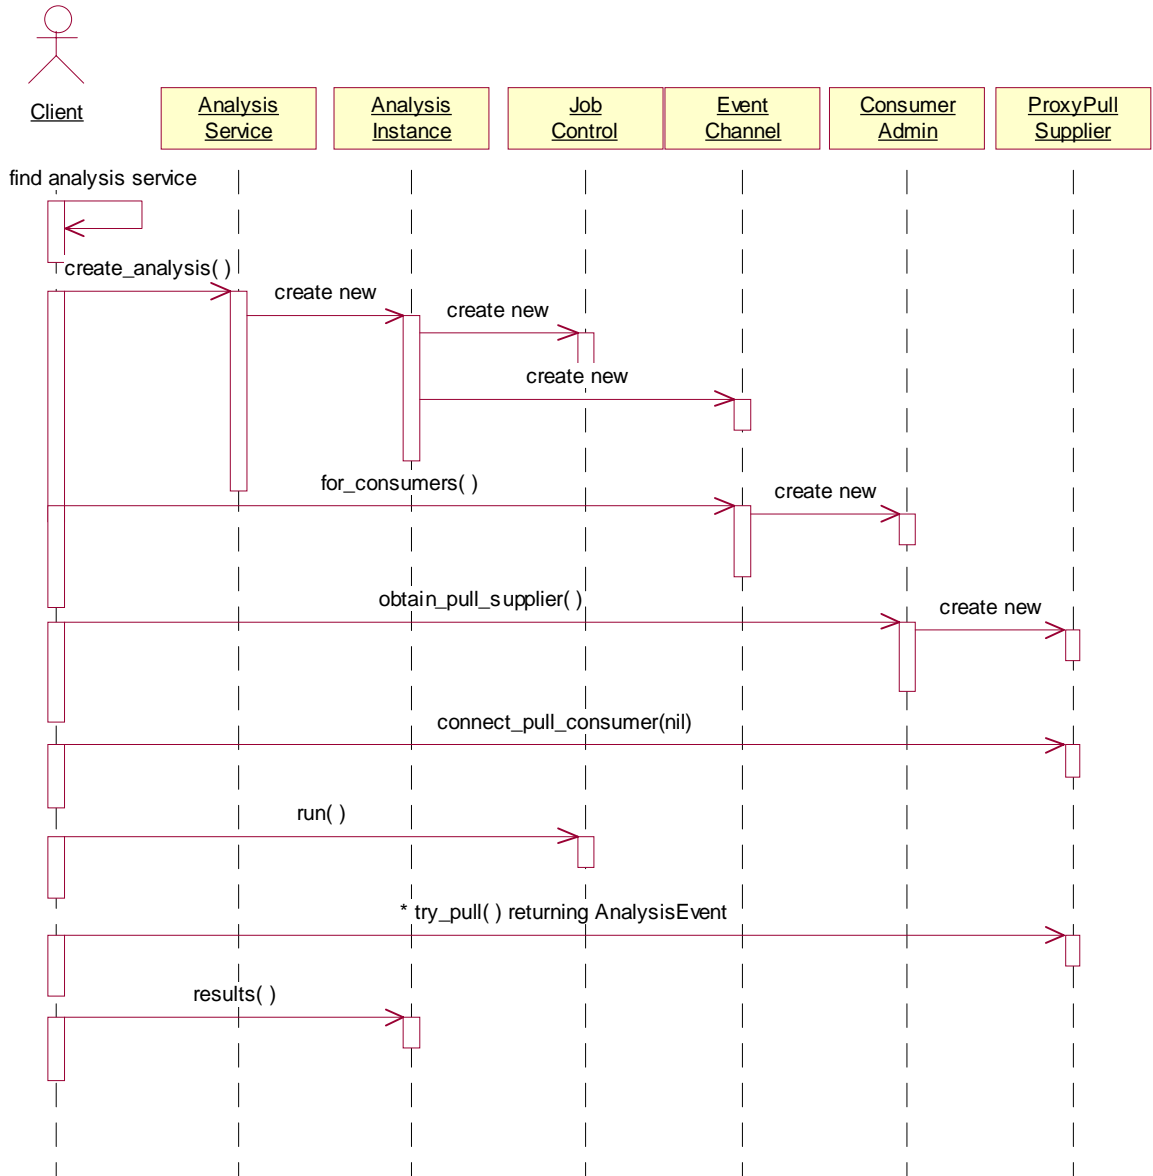 Client
Analysis
Service
Analysis
Instance
Job
Control
Event
Channel
Consumer
Admin
ProxyPull
Supplier
find analysis service
create_analysis( )
create new
create new
create new
for_consumers( )
create new
obtain_pull_supplier( )
create new
connect_pull_consumer(nil)
run( )
* try_pull( ) returning AnalysisEvent
results( )